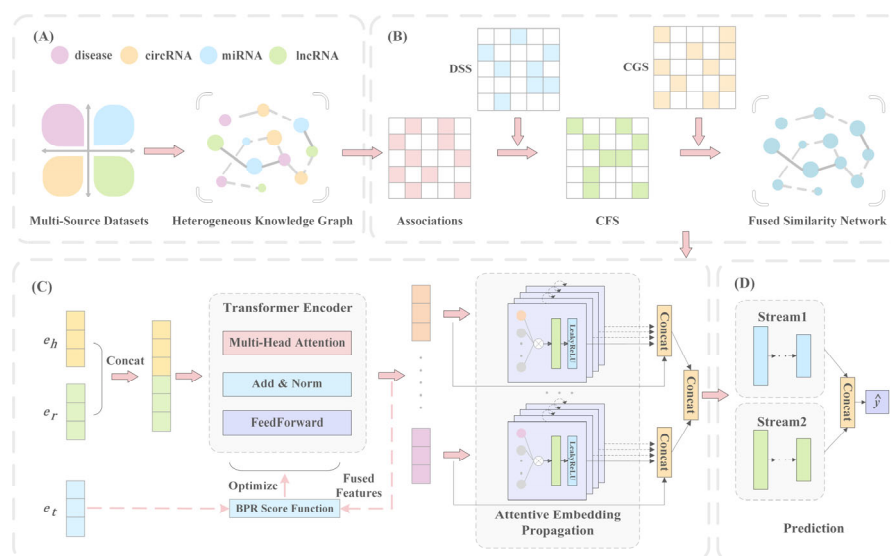 (A)
disease circRNA miRNA lncRNA
Multi-Source Datasets
Heterogeneous Knowledge Graph
(B)
DSS
CGS
Associations
CFS
Fused Similarity Network
(C)
e_h
Concat
e_r
e_t
Transformer Encoder
Multi-Head Attention
Add & Norm
FeedForward
Optimizc
Fused
Features
BPR Score Function
LeakyReLU
Concat
LeakyReLU
Concat
Concat
Attentive Embedding
Propagation
(D)
Stream1
Stream2
Concat
ŷ
Prediction